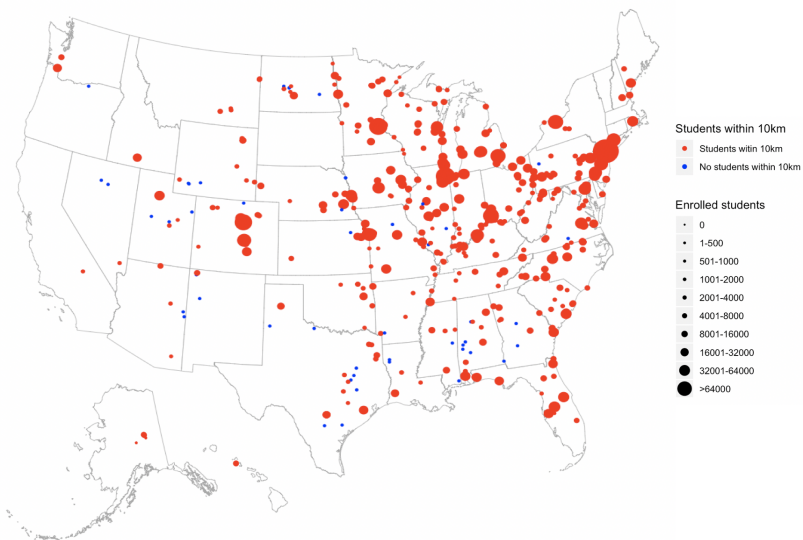 Students within 10km
Students witin 10km
No students within 10km
Enrolled students
0
1-500
501-1000
1001-2000
2001-4000
4001-8000
8001-16000
16001-32000
32001-64000
>64000